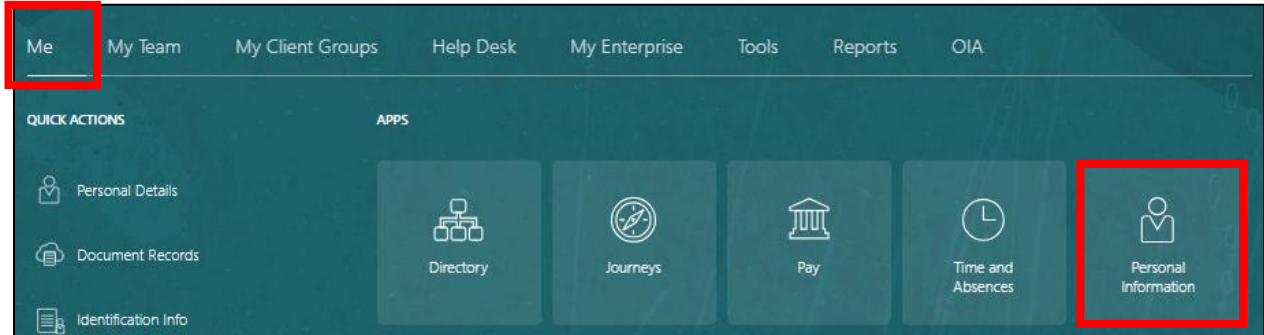 Me My Team My Client Groups Help Desk My Enterprise Tools Reports OIA
QUICK ACTIONS
Personal Details
Document Records
Identification Info
APPS
Directory
Journeys
Pay
Time and
Absences
Personal
Information